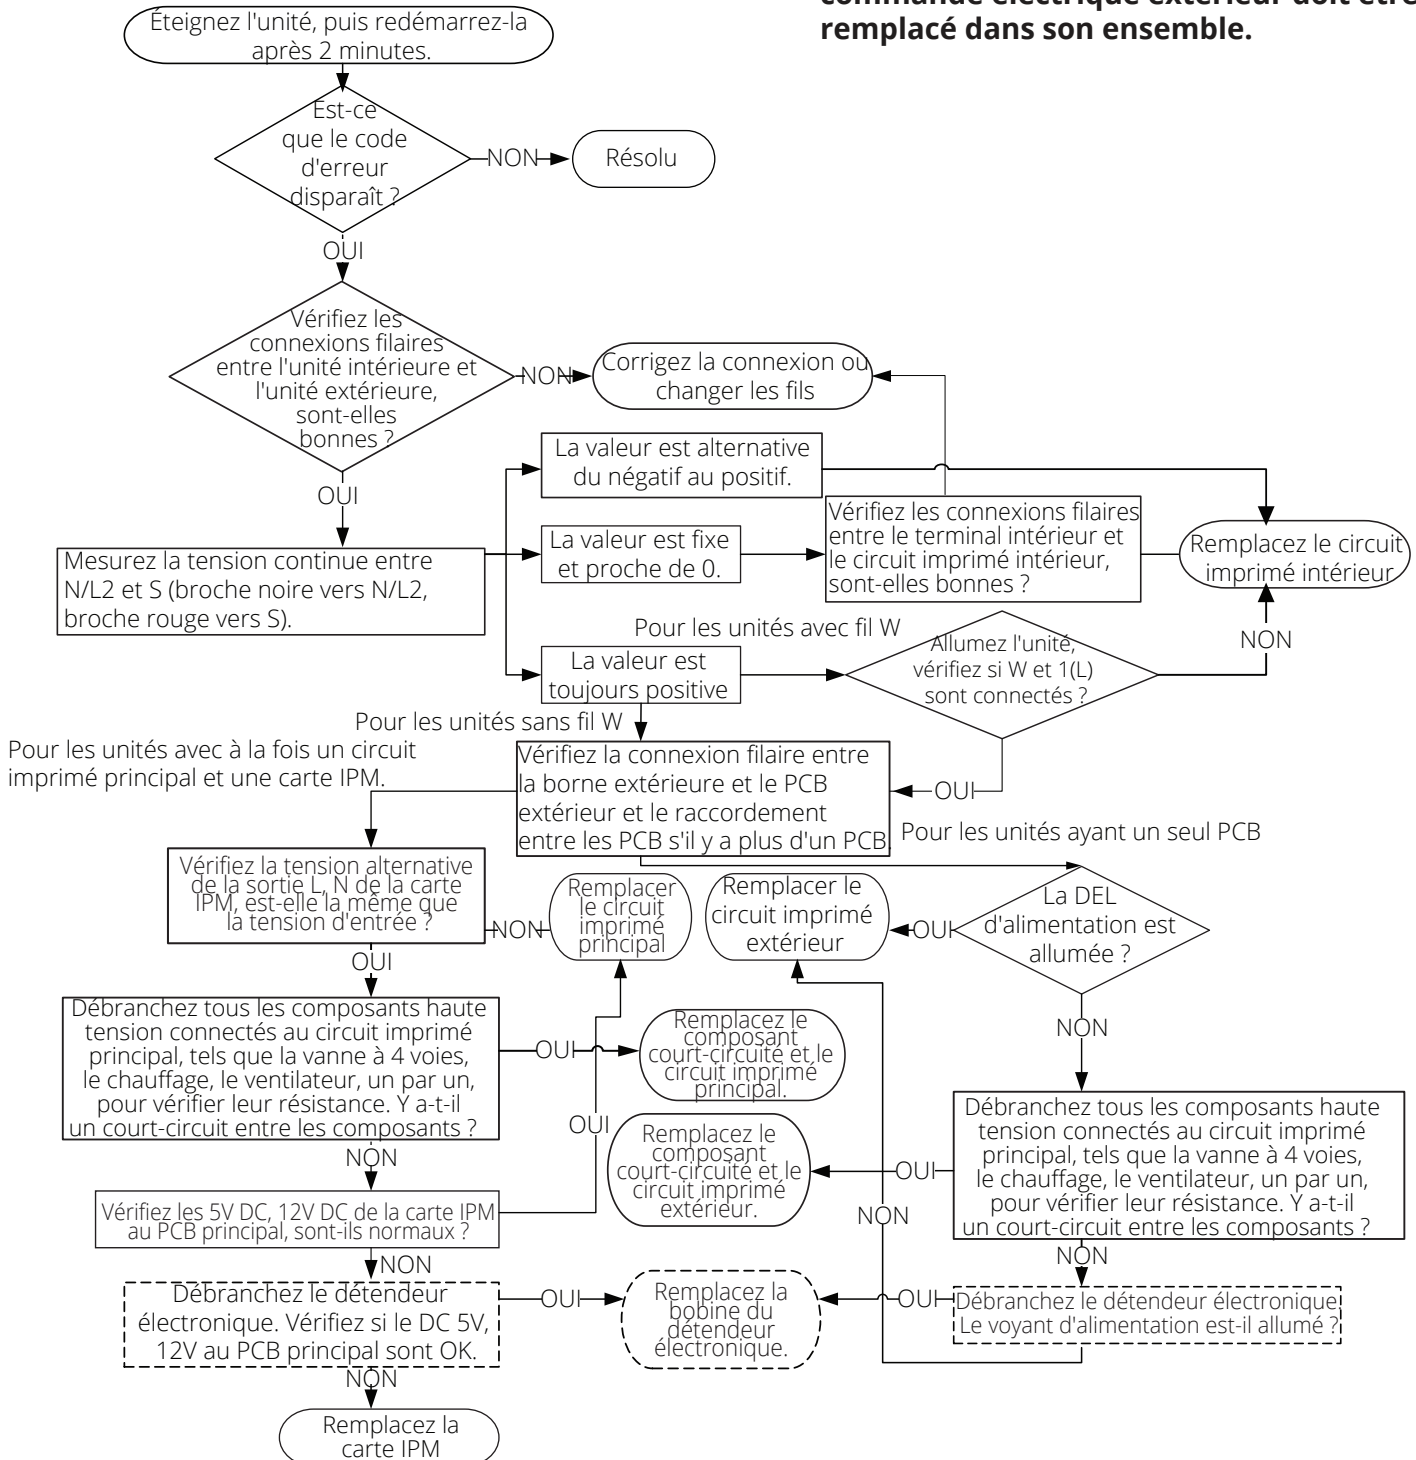 commande électrique extérieur doit être
remplacé dans son ensemble.
Éteignez l'unité, puis redémarrez-la
après 2 minutes.
Est-ce
que le code
d'erreur
disparaît ?
NON
Résolu
OUI
Vérifiez les
connexions filaires
entre l'unité intérieure et
l'unité extérieure,
sont-elles
bonnes ?
NON
Corrigez la connexion ou
changer les fils
OUI
La valeur est alternative
du négatif au positif.
Mesurez la tension continue entre
N/L2 et S (broche noire vers N/L2,
broche rouge vers S).
La valeur est fixe
et proche de 0.
Vérifiez les connexions filaires
entre le terminal intérieur et
le circuit imprimé intérieur,
sont-elles bonnes ?
Remplacez le circuit
imprimé intérieur
Pour les unités avec fil W
La valeur est
toujours positive
Allumez l'unité,
vérifiez si W et 1(L)
sont connectés ?
NON
Pour les unités sans fil W
Pour les unités avec à la fois un circuit
imprimé principal et une carte IPM.
Vérifiez la connexion filaire entre
la borne extérieure et le PCB
extérieur et le raccordement
entre les PCB s'il y a plus d'un PCB.
OUI
Pour les unités ayant un seul PCB
Vérifiez la tension alternative
de la sortie L, N de la carte
IPM, est-elle la même que
la tension d'entrée ?
NON
Remplacer
le circuit
imprimé
principal
Remplacer le
circuit imprimé
extérieur
OUI
La DEL
d'alimentation est
allumée ?
OUI
NON
Débranchez tous les composants haute
tension connectés au circuit imprimé
principal, tels que la vanne à 4 voies,
le chauffage, le ventilateur, un par un,
pour vérifier leur résistance. Y a-t-il
un court-circuit entre les composants ?
OUI
Remplacez le
composant
court-circuité et le
circuit imprimé
principal.
OUI
Remplacez le
composant
court-circuité et le
circuit imprimé
extérieur.
OUI
Débranchez tous les composants haute
tension connectés au circuit imprimé
principal, tels que la vanne à 4 voies,
le chauffage, le ventilateur, un par un,
pour vérifier leur résistance. Y a-t-il
un court-circuit entre les composants ?
NON
Vérifiez les 5V DC, 12V DC de la carte IPM
au PCB principal, sont-ils normaux ?
NON
NON
NON
Débranchez le détendeur
électronique. Vérifiez si le DC 5V,
12V au PCB principal sont OK.
OUI
Remplacez la
bobine du
détendeur
électronique.
OUI
Débranchez le détendeur électronique
Le voyant d'alimentation est-il allumé ?
NON
Remplacez la
carte IPM